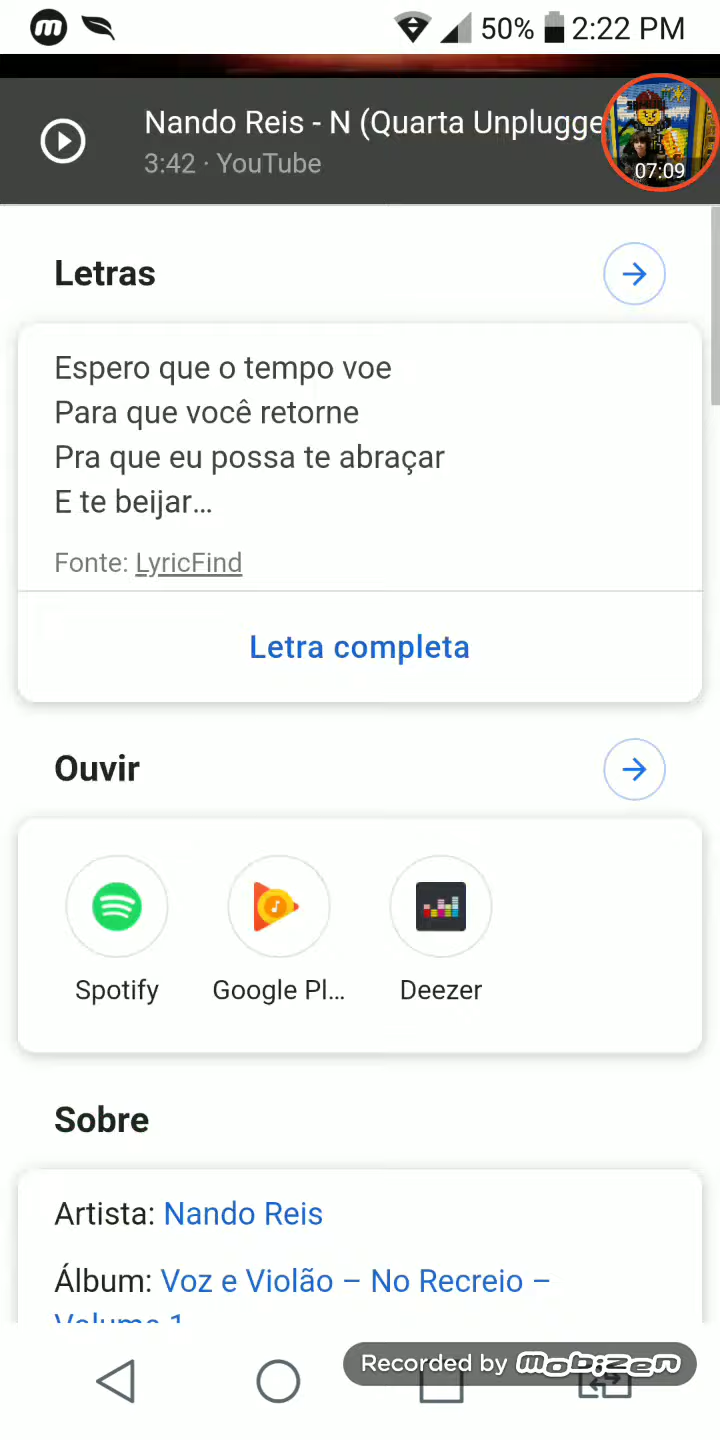 50% 2:22 PM
Nando Reis - N (Quarta Unplugge
3:42 · YouTube
07:09
Letras
Espero que o tempo voe
Para que você retorne
Pra que eu possa te abraçar
E te beijar…
Fonte: LyricFind
Letra completa
Ouvir
Spotify
Google Pl...
Deezer
Sobre
Artista: Nando Reis
Álbum: Voz e Violão – No Recreio –
Volume 1
Recorded by mobizen